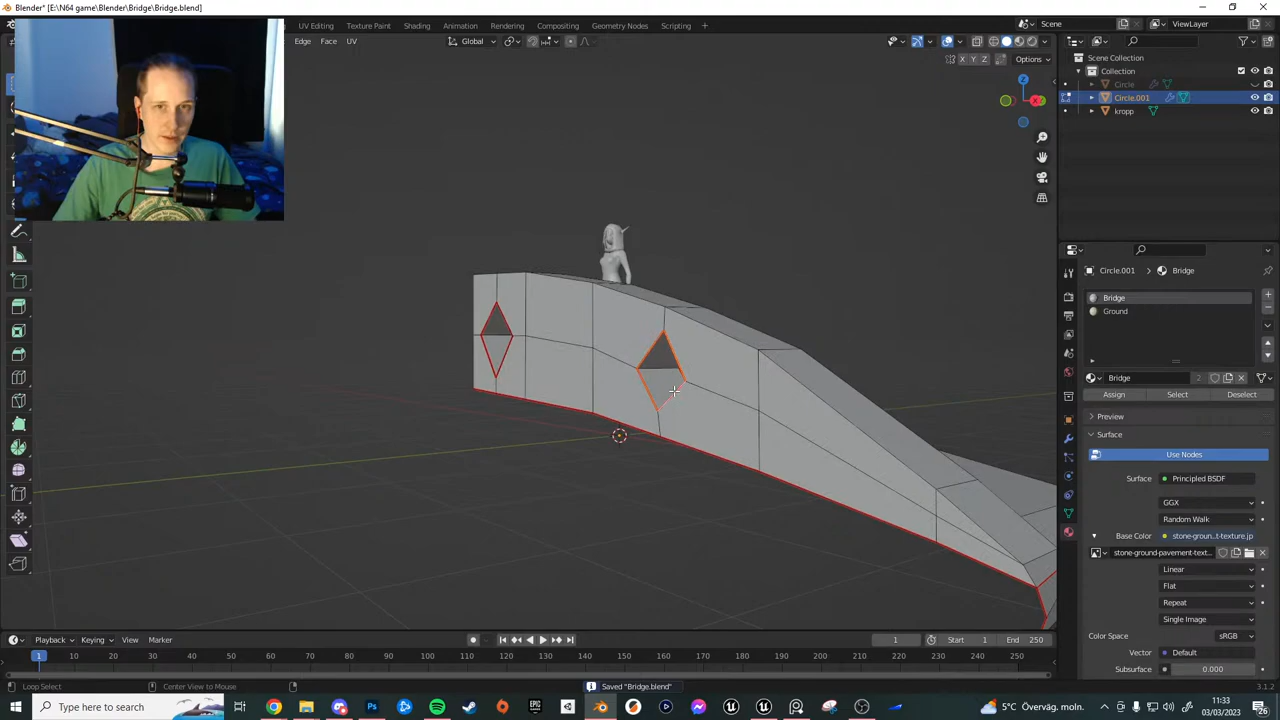 Blender* [E:\N64 game\Blender\Bridge\Bridge.blend]
UV Editing Texture Paint Shading Animation Rendering Compositing Geometry Nodes Scripting
Scene ViewLayer
Edge Face UV Global
X Y Z Options
Scene Collection
Collection
Circle
Circle.001
kropp
Z
X
Circle.001 Bridge
Bridge
Ground
Bridge 2
Assign Select Deselect
Preview
Surface
Use Nodes
Surface Principled BSDF
GGX
Random Walk
Base Color stone-groun...t-texture.jp
stone-ground-pavement-text...
Linear
Flat
Repeat
Single Image
Color Space sRGB
Vector Default
Subsurface 0.000
Playback Keying View Marker
1 Start 1 End 250
1 10 20 30 40 50 60 70 80 90 100 110 120 130 140 150 160 170 180 190 200 210 220 230 240 250
Loop Select Center View to Mouse Saved "Bridge.blend" 3.1.2
Type here to search
5°C Överväg. moln.
11:33
03/03/2023